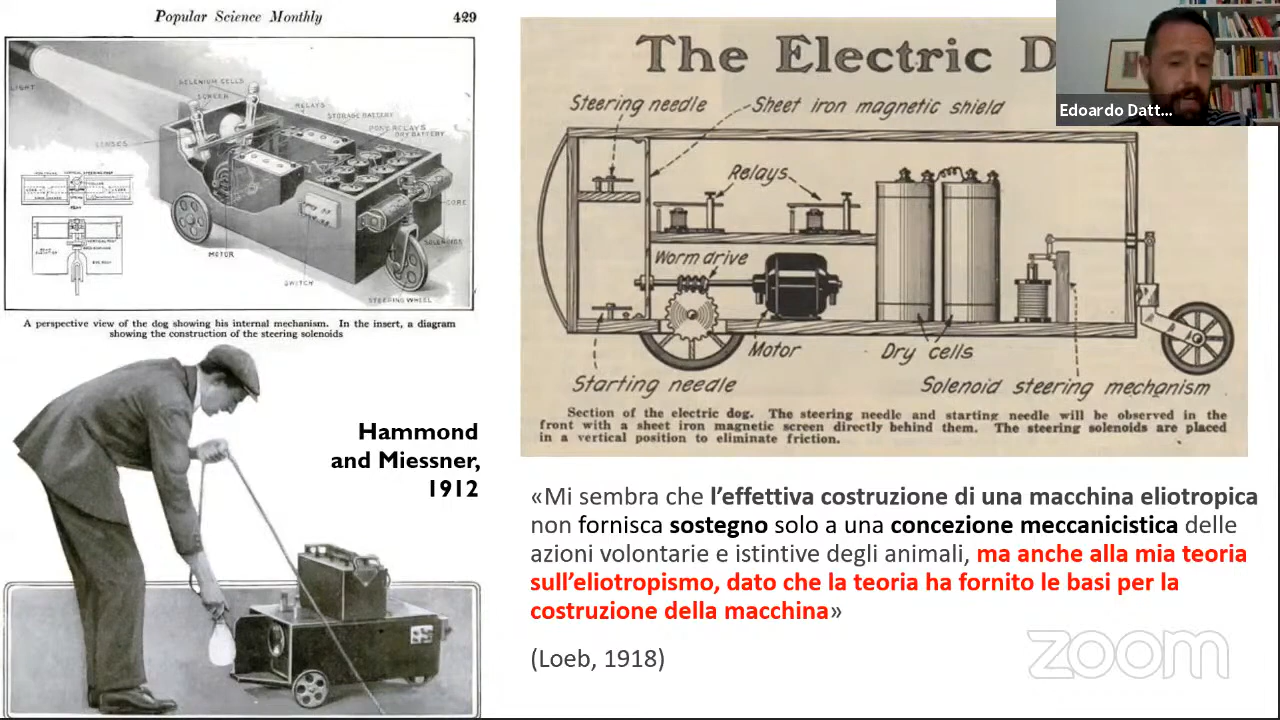 Popular Science Monthly 429
LIGHT
SELENIUM CELLS
SCREEN
RELAYS
STORAGE BATTERY
PONY RELAYS
DRY BATTERY
LENSES
CORE
SOLENOIDS
MOTOR
SWITCH
STEERING WHEEL
A perspective view of the dog showing his internal mechanism. In the insert, a diagram
showing the construction of the steering solenoids
Hammond
and Miessner,
1912
The Electric D
Steering needle
Sheet iron magnetic shield
Relays
Worm drive
Motor
Dry cells
Starting needle
Solenoid steering mechanism
Section of the electric dog. The steering needle and starting needle will be observed in the
front with a sheet iron magnetic screen directly behind them. The steering solenoids are placed
in a vertical position to eliminate friction.
Edoardo Datt...
«Mi sembra che l'effettiva costruzione di una macchina eliotropica
non fornisca sostegno solo a una concezione meccanicistica delle
azioni volontarie e istintive degli animali, ma anche alla mia teoria
sull'eliotropismo, dato che la teoria ha fornito le basi per la
costruzione della macchina»
(Loeb, 1918)
zoom